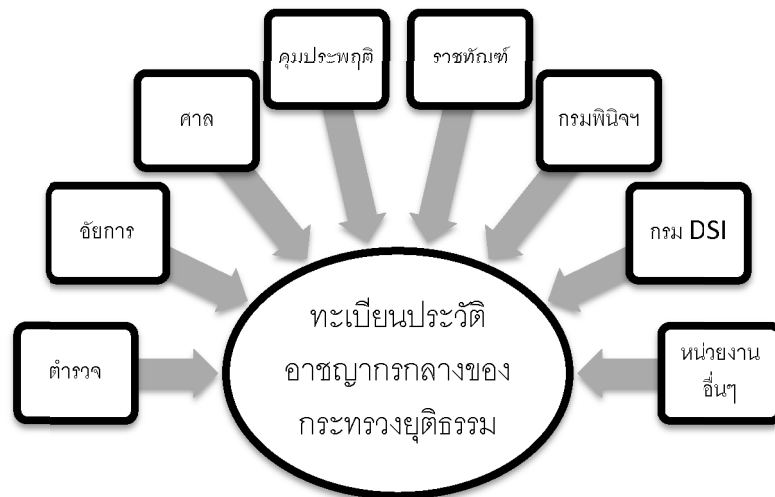 คุมประพฤติ
ราชทัณฑ์
ศาล
กรมพินิจฯ
อัยการ
กรม DSI
ตำรวจ
หน่วยงาน
อื่นๆ
ทะเบียนประวัติ
อาชญากรกลางของ
กระทรวงยุติธรรม